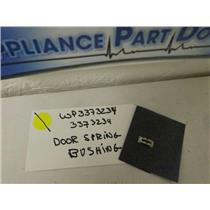 PPLIANCE PART DO
WP3373234
3373234
DOOR SPRING
BUSHING